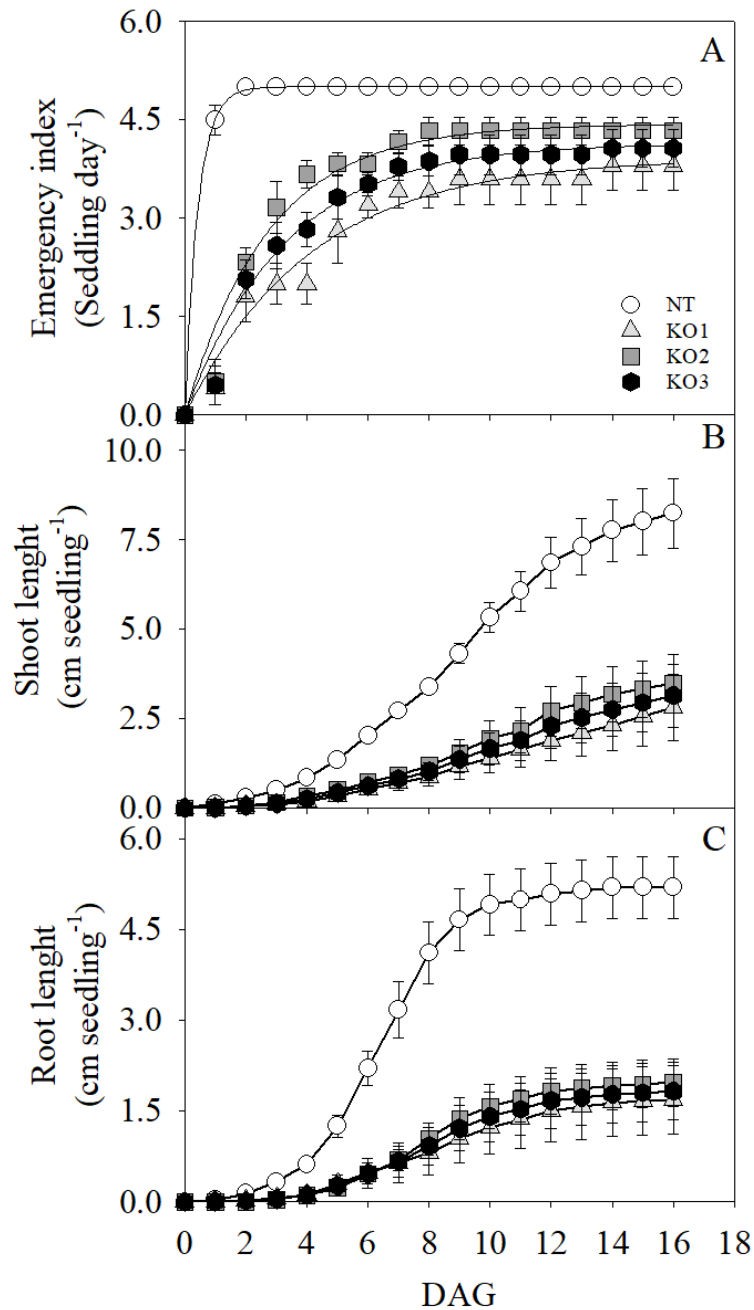 A
6.0
4.5
3.0
1.5
0.0
Emergency index
(Seddling day-1)
NT
KO1
KO2
KO3
B
10.0
7.5
5.0
2.5
0.0
Shoot lenght
(cm seedling-1)
C
6.0
4.5
3.0
1.5
0.0
Root lenght
(cm seedling-1)
0 2 4 6 8 10 12 14 16 18
DAG